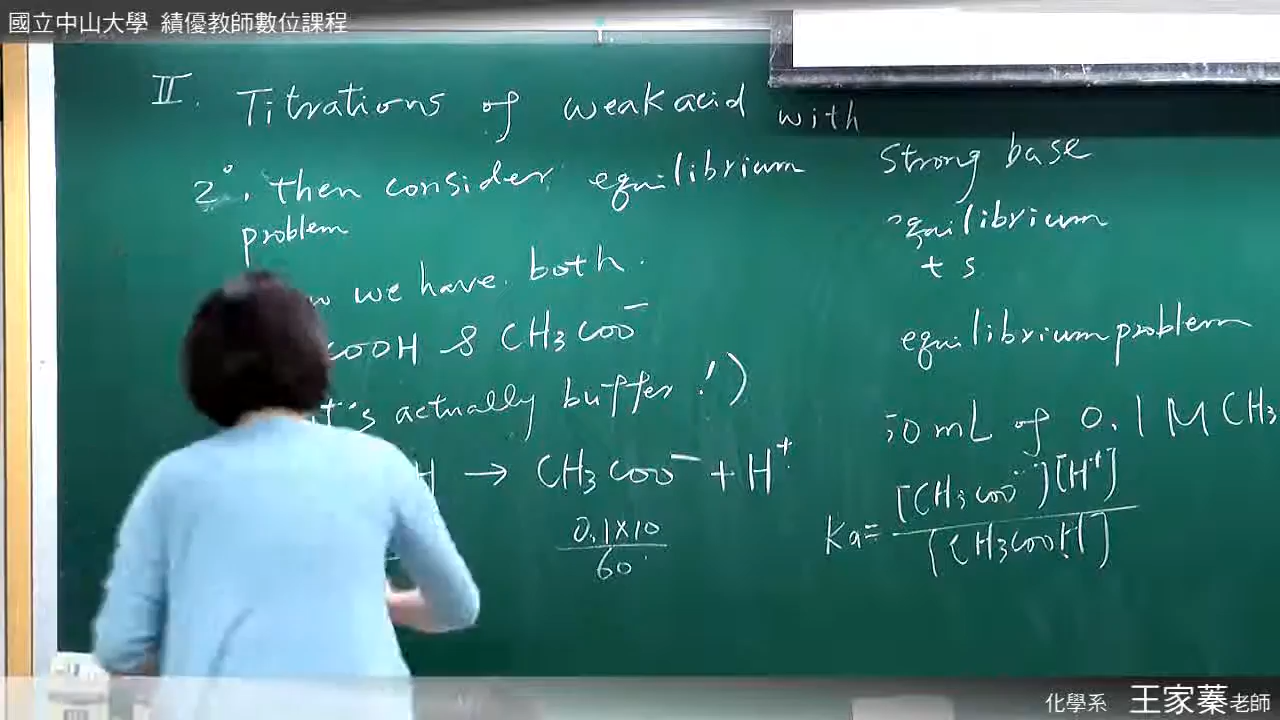 國立中山大學 績優教師數位課程
II. Titrations of weak acid with
strong base
2°. then consider equilibrium
problem
we have both.
COOH & CH3COO-
it's actually buffer!)
H → CH3COO- + H+
0.1×10
60
equilibrium
ts
equilibrium problem
50 mL of 0.1 M CH3
Ka= [CH3COO-][H+]
[CH3COOH]
化學系 王家蓁老師